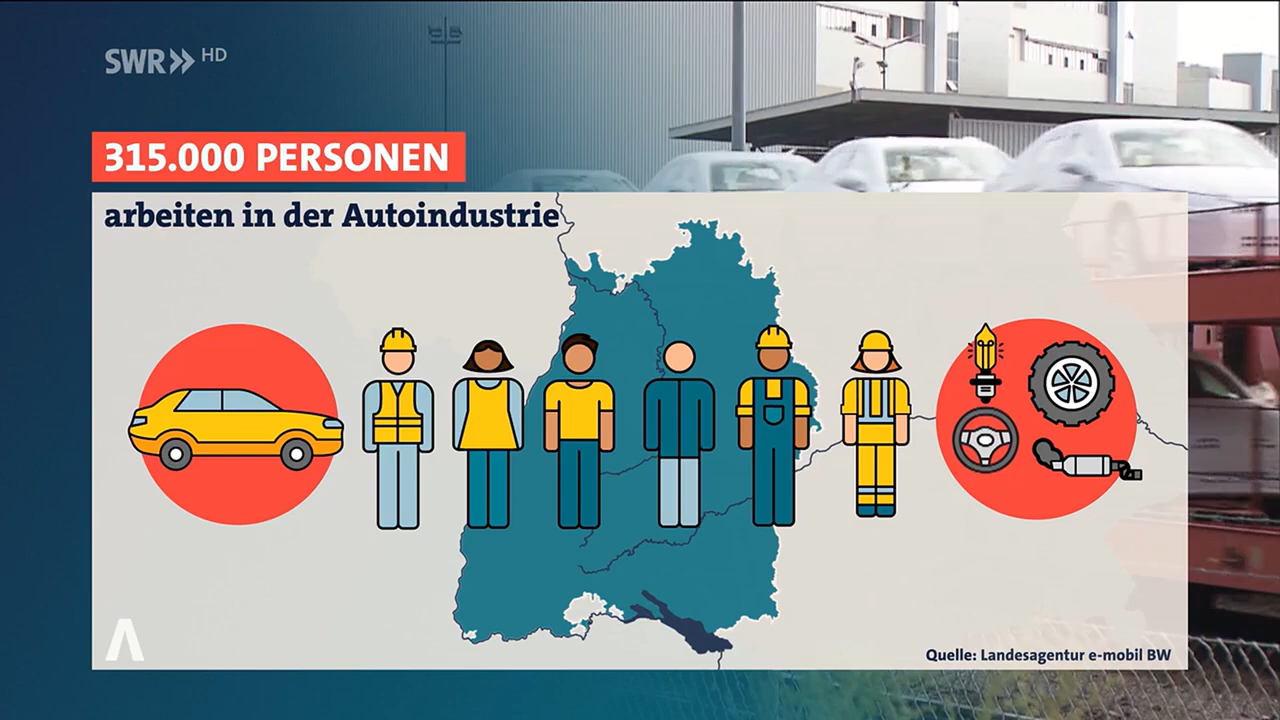 SWR» HD
315.000 PERSONEN
arbeiten in der Autoindustrie
Quelle: Landesagentur e-mobil BW